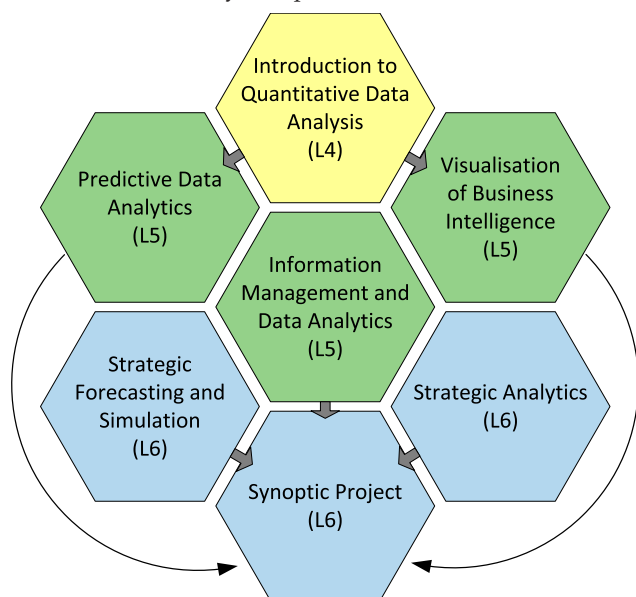 Introduction to
Quantitative Data
Analysis
(L4)
Predictive Data
Analytics
(L5)
Visualisation
of Business
Intelligence
(L5)
Information
Management and
Data Analytics
(L5)
Strategic
Forecasting and
Simulation
(L6)
Strategic Analytics
(L6)
Synoptic Project
(L6)